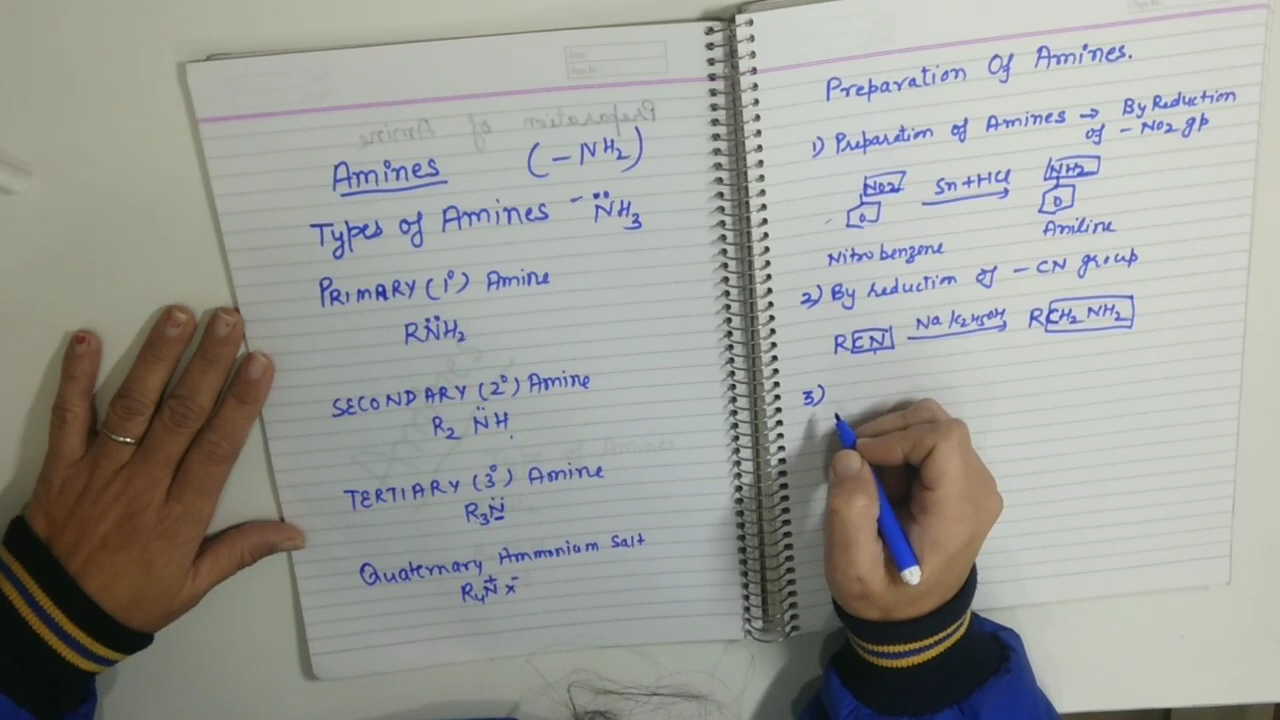 Amines (-NH2)
Types of Amines - N̈H3
PRIMARY (1°) Amine
RN̈H2
SECONDARY (2°) Amine
R2 N̈H
TERTIARY (3°) Amine
R3N̈
Quaternary Ammonium Salt
R4N⁺ x⁻
Preparation Of Amines.
1) Preparation of Amines → By Reduction
of - NO2 gp
NO2 Sn+HCl → NH2
Nitrobenzene Aniline
2) By reduction of - CN group
RCN Na/C2H5OH → RCH2NH2
3)